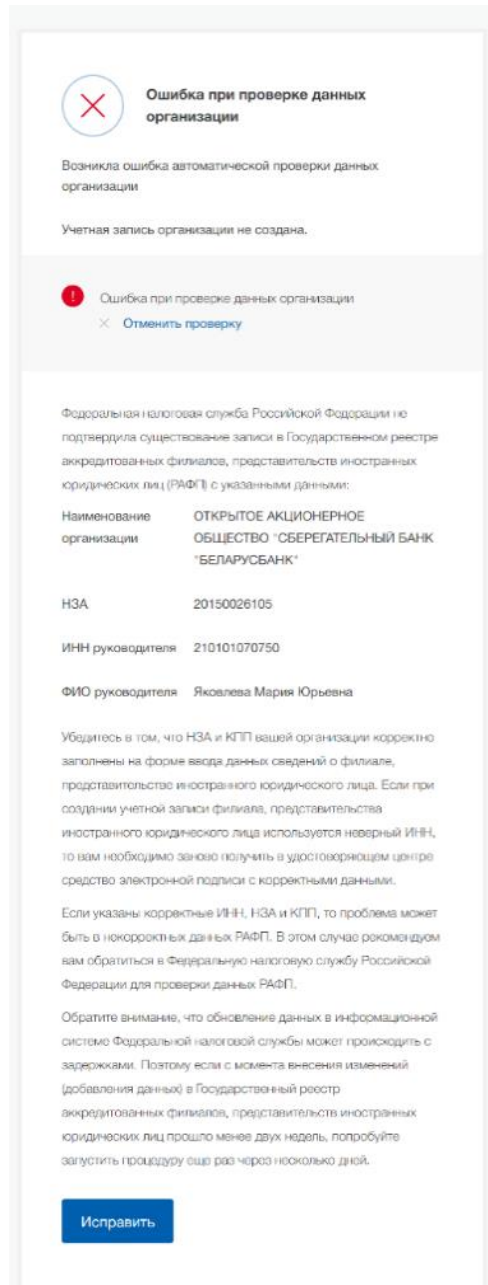 Ошибка при проверке данных
организации
Возникла ошибка автоматической проверки данных
организации
Учетная запись организации не создана.
Ошибка при проверке данных организации
Отменить проверку
Федеральная налоговая служба Российской Федерации не
подтвердила существование записи в Государственном реестре
аккредитованных филиалов, представительств иностранных
юридических лиц (РАФП) с указанными данными:
Наименование организации ОТКРЫТОЕ АКЦИОНЕРНОЕ
ОБЩЕСТВО "СБЕРЕГАТЕЛЬНЫЙ БАНК
"БЕЛАРУСБАНК"
НЗА 20150026105
ИНН руководителя 210101070750
ФИО руководителя Яковлева Мария Юрьевна
Убедитесь в том, что НЗА и КПП вашей организации корректно
заполнены на форме ввода данных сведений о филиале,
представительстве иностранного юридического лица. Если при
создании учетной записи филиала, представительства
иностранного юридического лица используется неверный ИНН,
то вам необходимо заново получить в удостоверяющем центре
средство электронной подписи с корректными данными.
Если указаны корректные ИНН, НЗА и КПП, то проблема может
быть в некорректных данных РАФП. В этом случае рекомендуем
вам обратиться в Федеральную налоговую службу Российской
Федерации для проверки данных РАФП.
Обратите внимание, что обновление данных в информационной
системе Федеральной налоговой службы может происходить с
задержками. Поэтому если с момента внесения изменений
(добавления данных) в Государственный реестр
аккредитованных филиалов, представительств иностранных
юридических лиц прошло менее двух недель, попробуйте
запустить процедуру еще раз через несколько дней.
Исправить